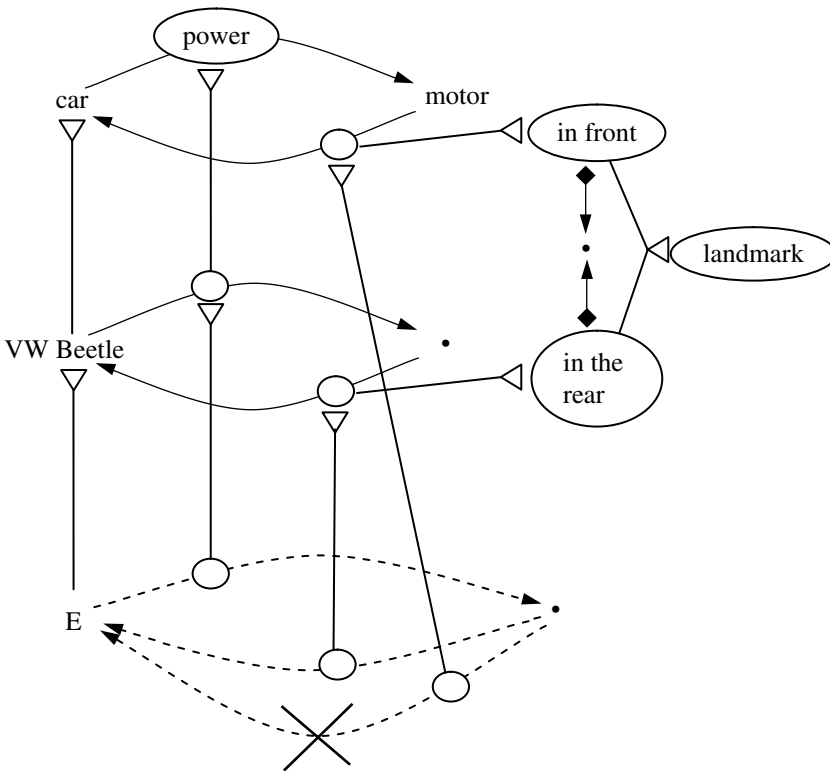 power
car
motor
in front
landmark
VW Beetle
in the
rear
E